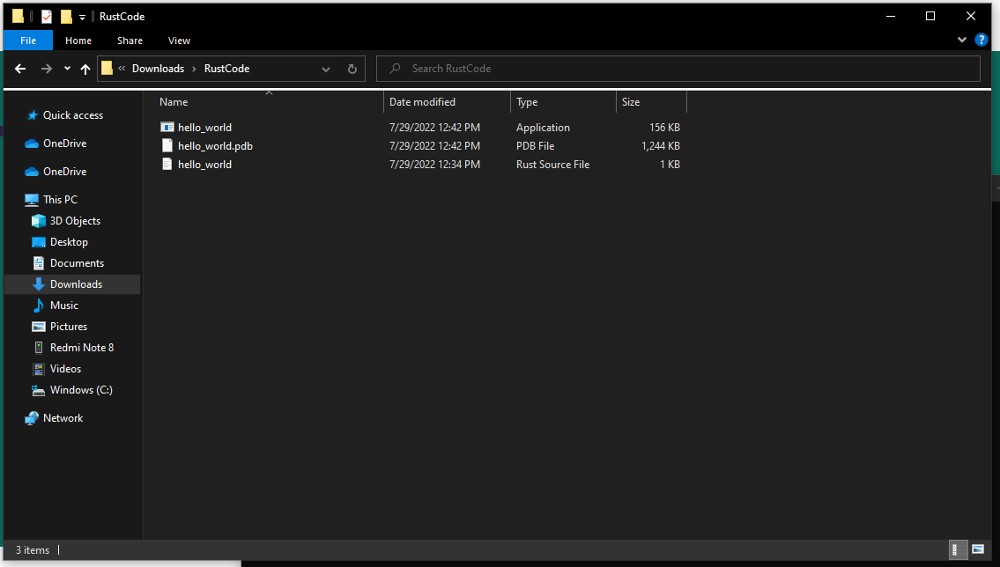 RustCode
File Home Share View
« Downloads › RustCode Search RustCode
Name Date modified Type Size
Quick access
hello_world 7/29/2022 12:42 PM Application 156 KB
OneDrive
hello_world.pdb 7/29/2022 12:42 PM PDB File 1,244 KB
hello_world 7/29/2022 12:34 PM Rust Source File 1 KB
OneDrive
This PC
3D Objects
Desktop
Documents
Downloads
Music
Pictures
Redmi Note 8
Videos
Windows (C:)
Network
3 items